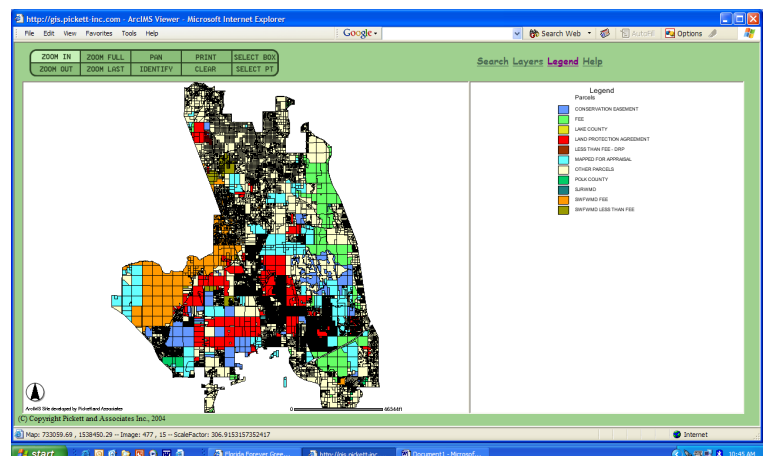 http://gis.pickett-inc.com - ArcIMS Viewer - Microsoft Internet Explorer
File Edit View Favorites Tools Help
Google
Search Web
AutoFill
Options
ZOOM IN ZOOM FULL PAN PRINT SELECT BOX
ZOOM OUT ZOOM LAST IDENTIFY CLEAR SELECT PT
Search Layers Legend Help
Legend
Parcels
CONSERVATION EASEMENT
FEE
LAKE COUNTY
LAND PROTECTION AGREEMENT
LESS THAN FEE - DRP
MAPPED FOR APPRAISAL
OTHER PARCELS
POLK COUNTY
SJRWMD
SWFWMD FEE
SWFWMD LESS THAN FEE
ArcIMS Site developed by Pickett and Associates
0 46344ft
(C) Copyright Pickett and Associates Inc., 2004
Map: 733059.69 , 1538450.29 -- Image: 477 , 15 -- ScaleFactor: 306.9153157352417
Internet
start
Florida Forever Gree...
http://gis.pickett-inc...
Document1 - Microsof...
10:45 AM